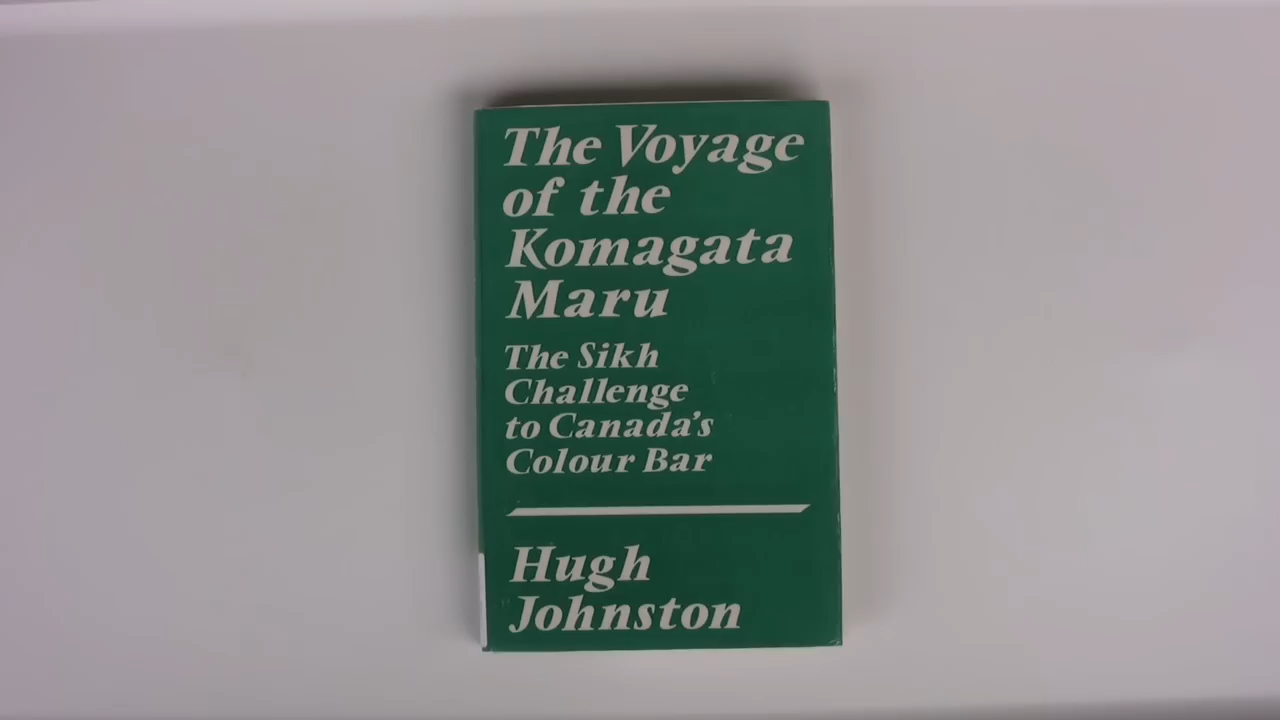 The Voyage
of the
Komagata
Maru
The Sikh
Challenge
to Canada's
Colour Bar
Hugh
Johnston